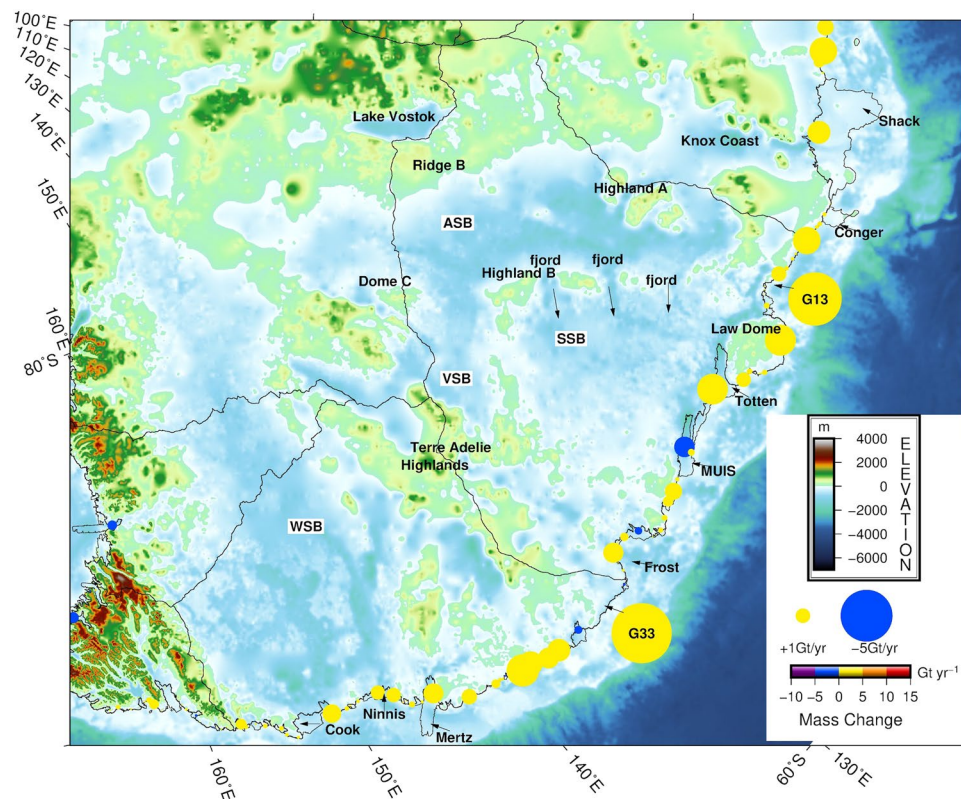 100°E
110°E
120°E
130°E
140°E
150°E
160°E
80°S
Lake Vostok
Ridge B
Knox Coast
Shack
Highland A
ASB
Conger
fjord
fjord
fjord
Highland B
Dome C
G13
Law Dome
SSB
VSB
Totten
Terre Adelie
Highlands
MUIS
WSB
Frost
G33
Ninnis
Cook
Mertz
160°E
150°E
140°E
60°S
130°E
m
4000
2000
0
−2000
−4000
−6000
ELEVATION
+1Gt/yr
−5Gt/yr
Gt yr⁻¹
−10 −5 0 5 10 15
Mass Change